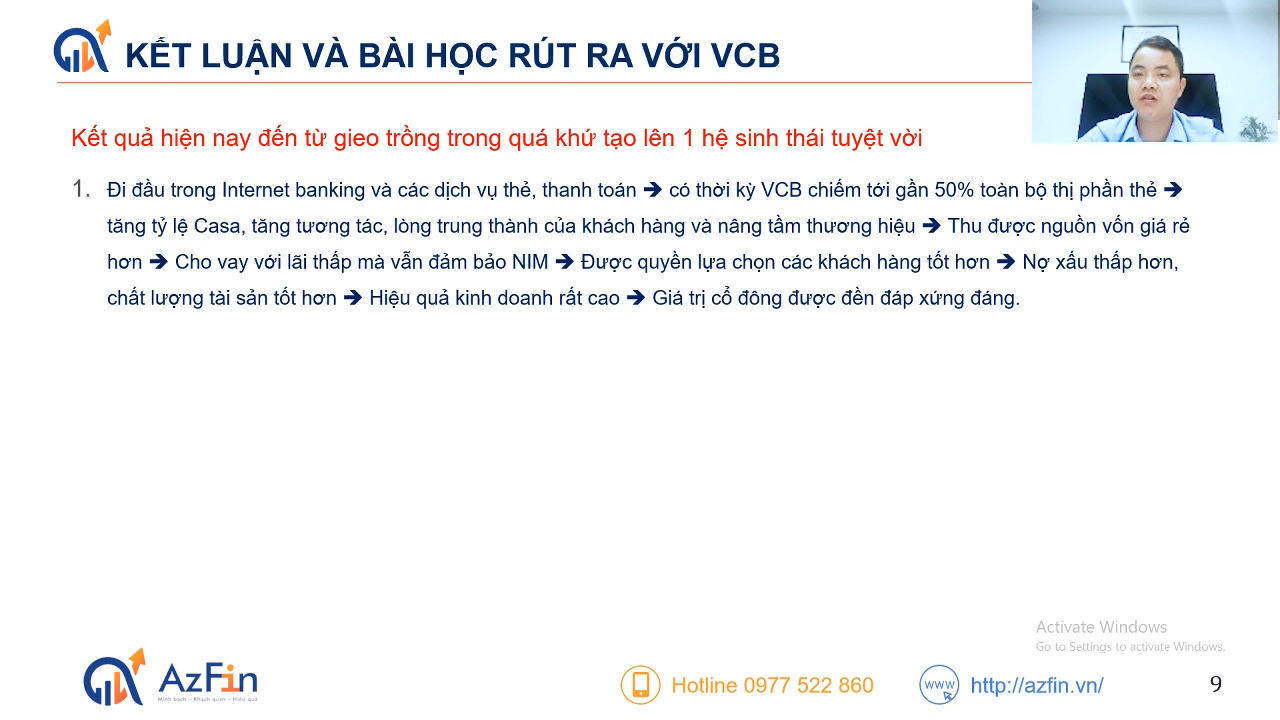 KẾT LUẬN VÀ BÀI HỌC RÚT RA VỚI VCB
Kết quả hiện nay đến từ gieo trồng trong quá khứ tạo lên 1 hệ sinh thái tuyệt vời
1. Đi đầu trong Internet banking và các dịch vụ thẻ, thanh toán 🡺 có thời kỳ VCB chiếm tới gần 50% toàn bộ thị phần thẻ 🡺
tăng tỷ lệ Casa, tăng tương tác, lòng trung thành của khách hàng và nâng tầm thương hiệu 🡺 Thu được nguồn vốn giá rẻ
hơn 🡺 Cho vay với lãi thấp mà vẫn đảm bảo NIM 🡺 Được quyền lựa chọn các khách hàng tốt hơn 🡺 Nợ xấu thấp hơn,
chất lượng tài sản tốt hơn 🡺 Hiệu quả kinh doanh rất cao 🡺 Giá trị cổ đông được đền đáp xứng đáng.
Activate Windows
Go to Settings to activate Windows.
AzFin
Minh bạch - Khách quan - Hiệu quả
Hotline 0977 522 860
www
http://azfin.vn/
9